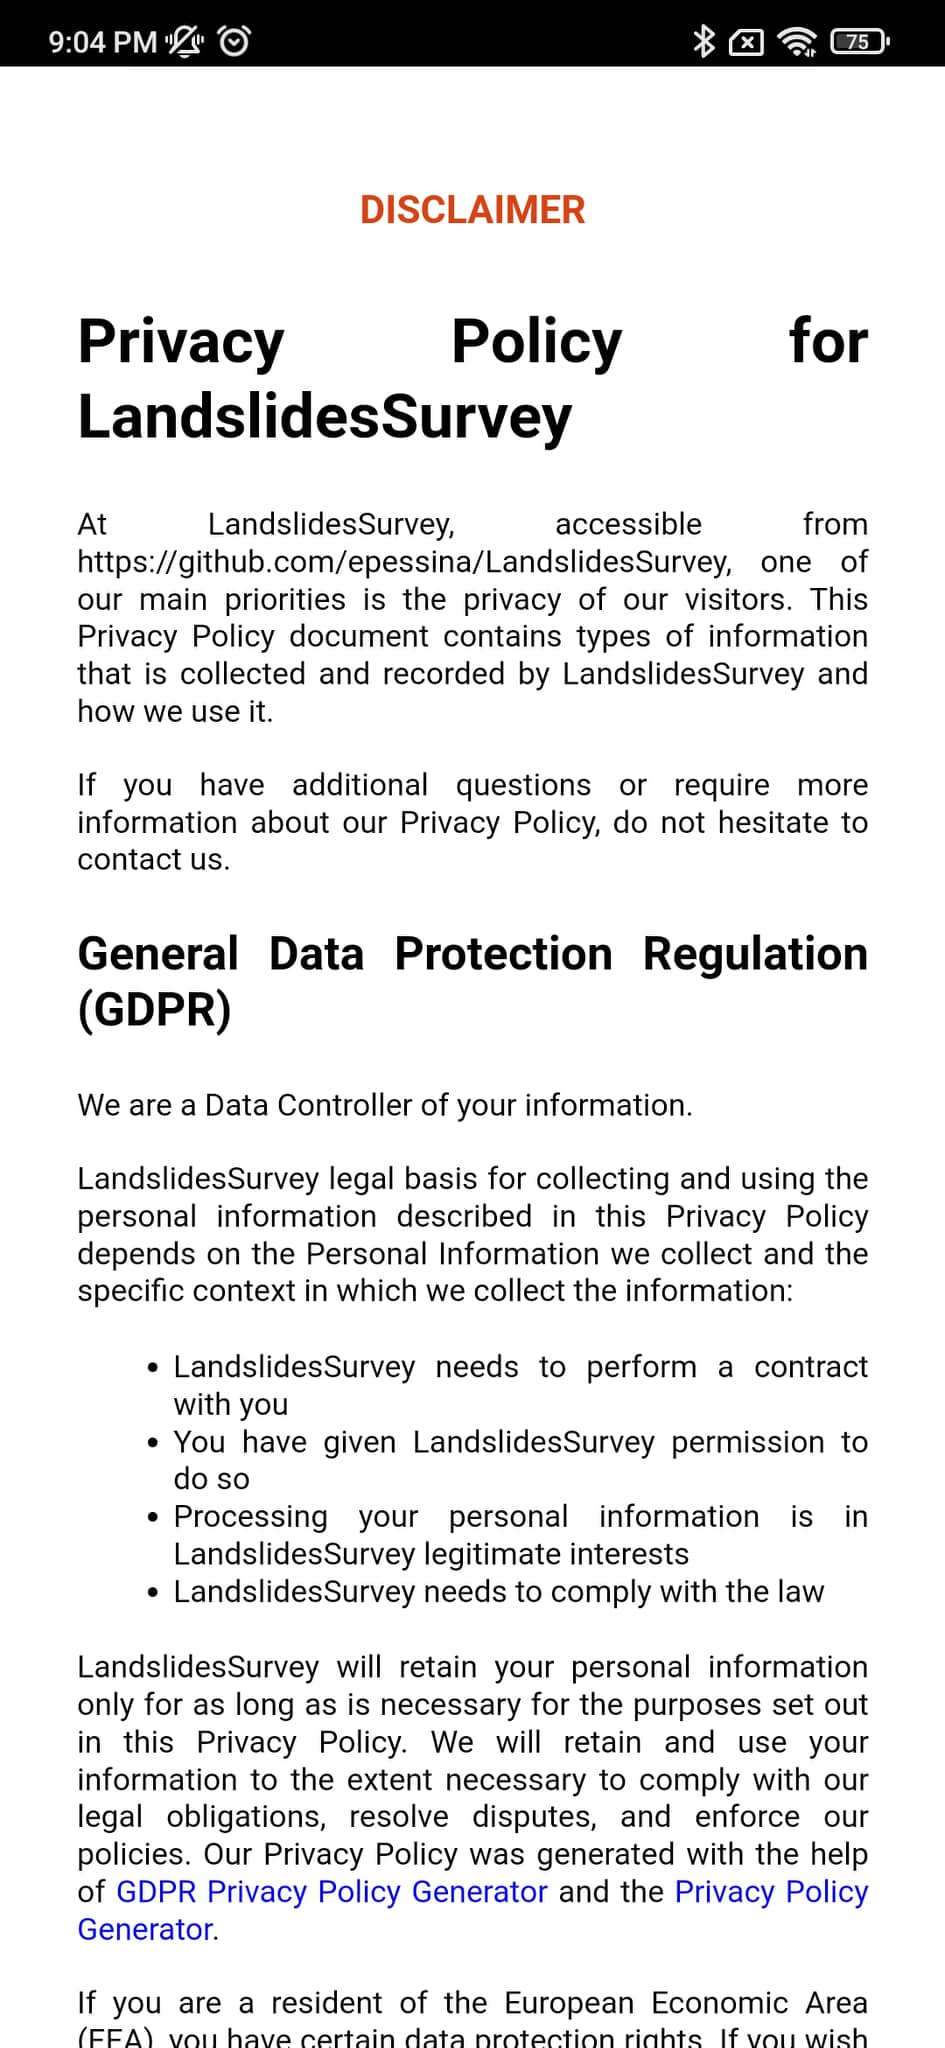 9:04 PM
75
DISCLAIMER
Privacy Policy for
LandslidesSurvey
At LandslidesSurvey, accessible from
https://github.com/epessina/LandslidesSurvey, one of
our main priorities is the privacy of our visitors. This
Privacy Policy document contains types of information
that is collected and recorded by LandslidesSurvey and
how we use it.
If you have additional questions or require more
information about our Privacy Policy, do not hesitate to
contact us.
General Data Protection Regulation
(GDPR)
We are a Data Controller of your information.
LandslidesSurvey legal basis for collecting and using the
personal information described in this Privacy Policy
depends on the Personal Information we collect and the
specific context in which we collect the information:
• LandslidesSurvey needs to perform a contract
with you
• You have given LandslidesSurvey permission to
do so
• Processing your personal information is in
LandslidesSurvey legitimate interests
• LandslidesSurvey needs to comply with the law
LandslidesSurvey will retain your personal information
only for as long as is necessary for the purposes set out
in this Privacy Policy. We will retain and use your
information to the extent necessary to comply with our
legal obligations, resolve disputes, and enforce our
policies. Our Privacy Policy was generated with the help
of GDPR Privacy Policy Generator and the Privacy Policy
Generator.
If you are a resident of the European Economic Area
(EEA), you have certain data protection rights. If you wish